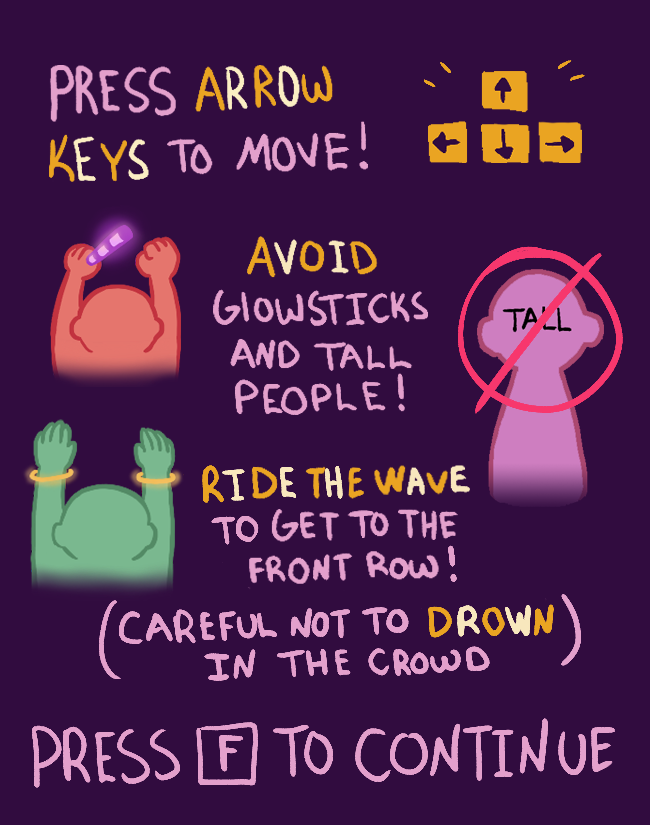 PRESS ARROW
KEYS TO MOVE!
AVOID
GLOWSTICKS
AND TALL
PEOPLE!
TALL
RIDE THE WAVE
TO GET TO THE
FRONT ROW!
(CAREFUL NOT TO DROWN
IN THE CROWD)
PRESS F TO CONTINUE